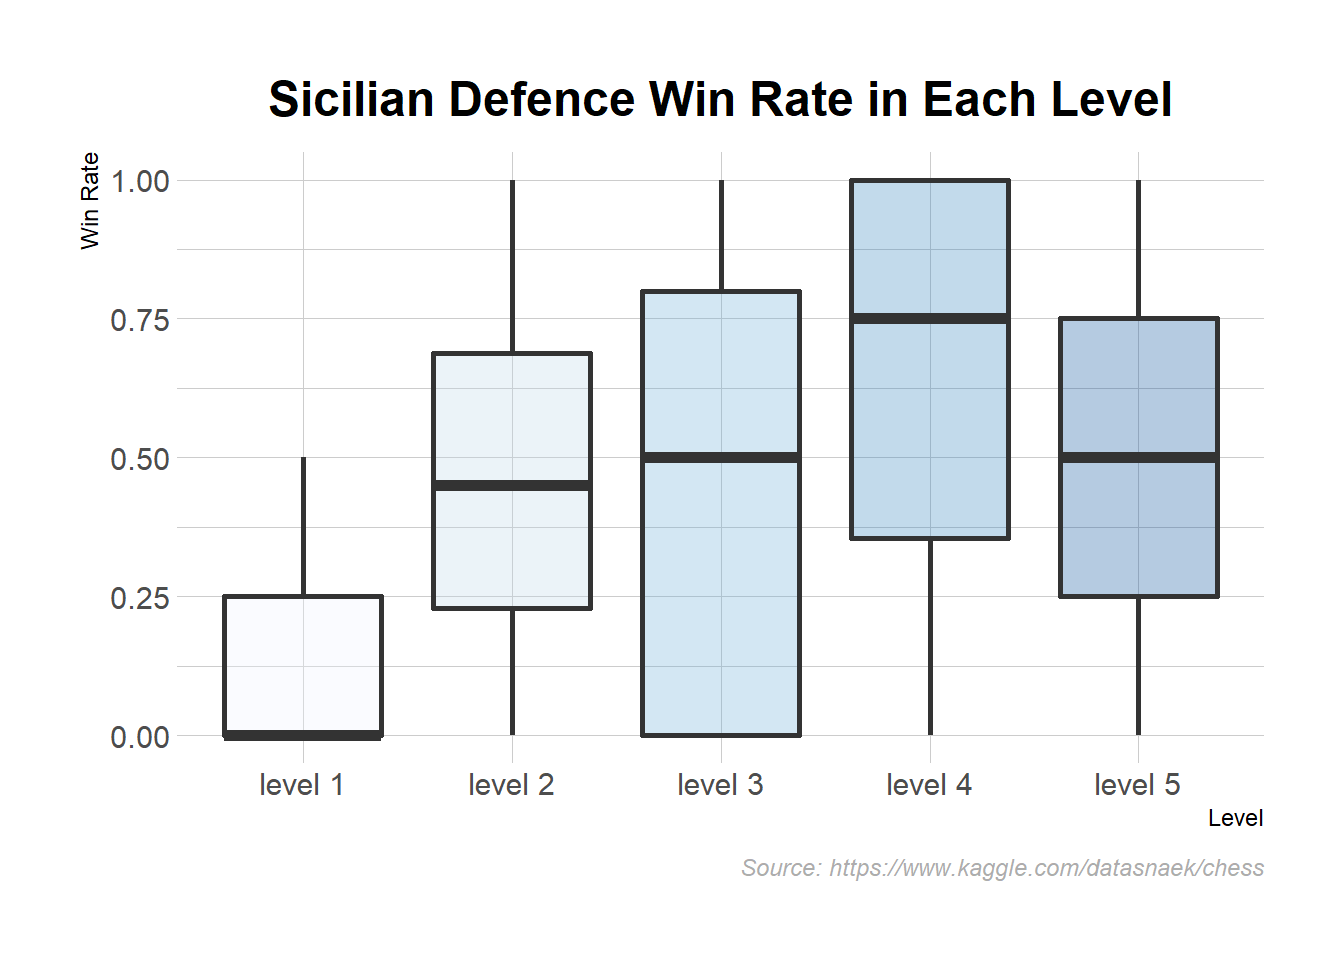 Sicilian Defence Win Rate in Each Level
Win Rate
1.00
0.75
0.50
0.25
0.00
level 1
level 2
level 3
level 4
level 5
Level
Source: https://www.kaggle.com/datasnaek/chess